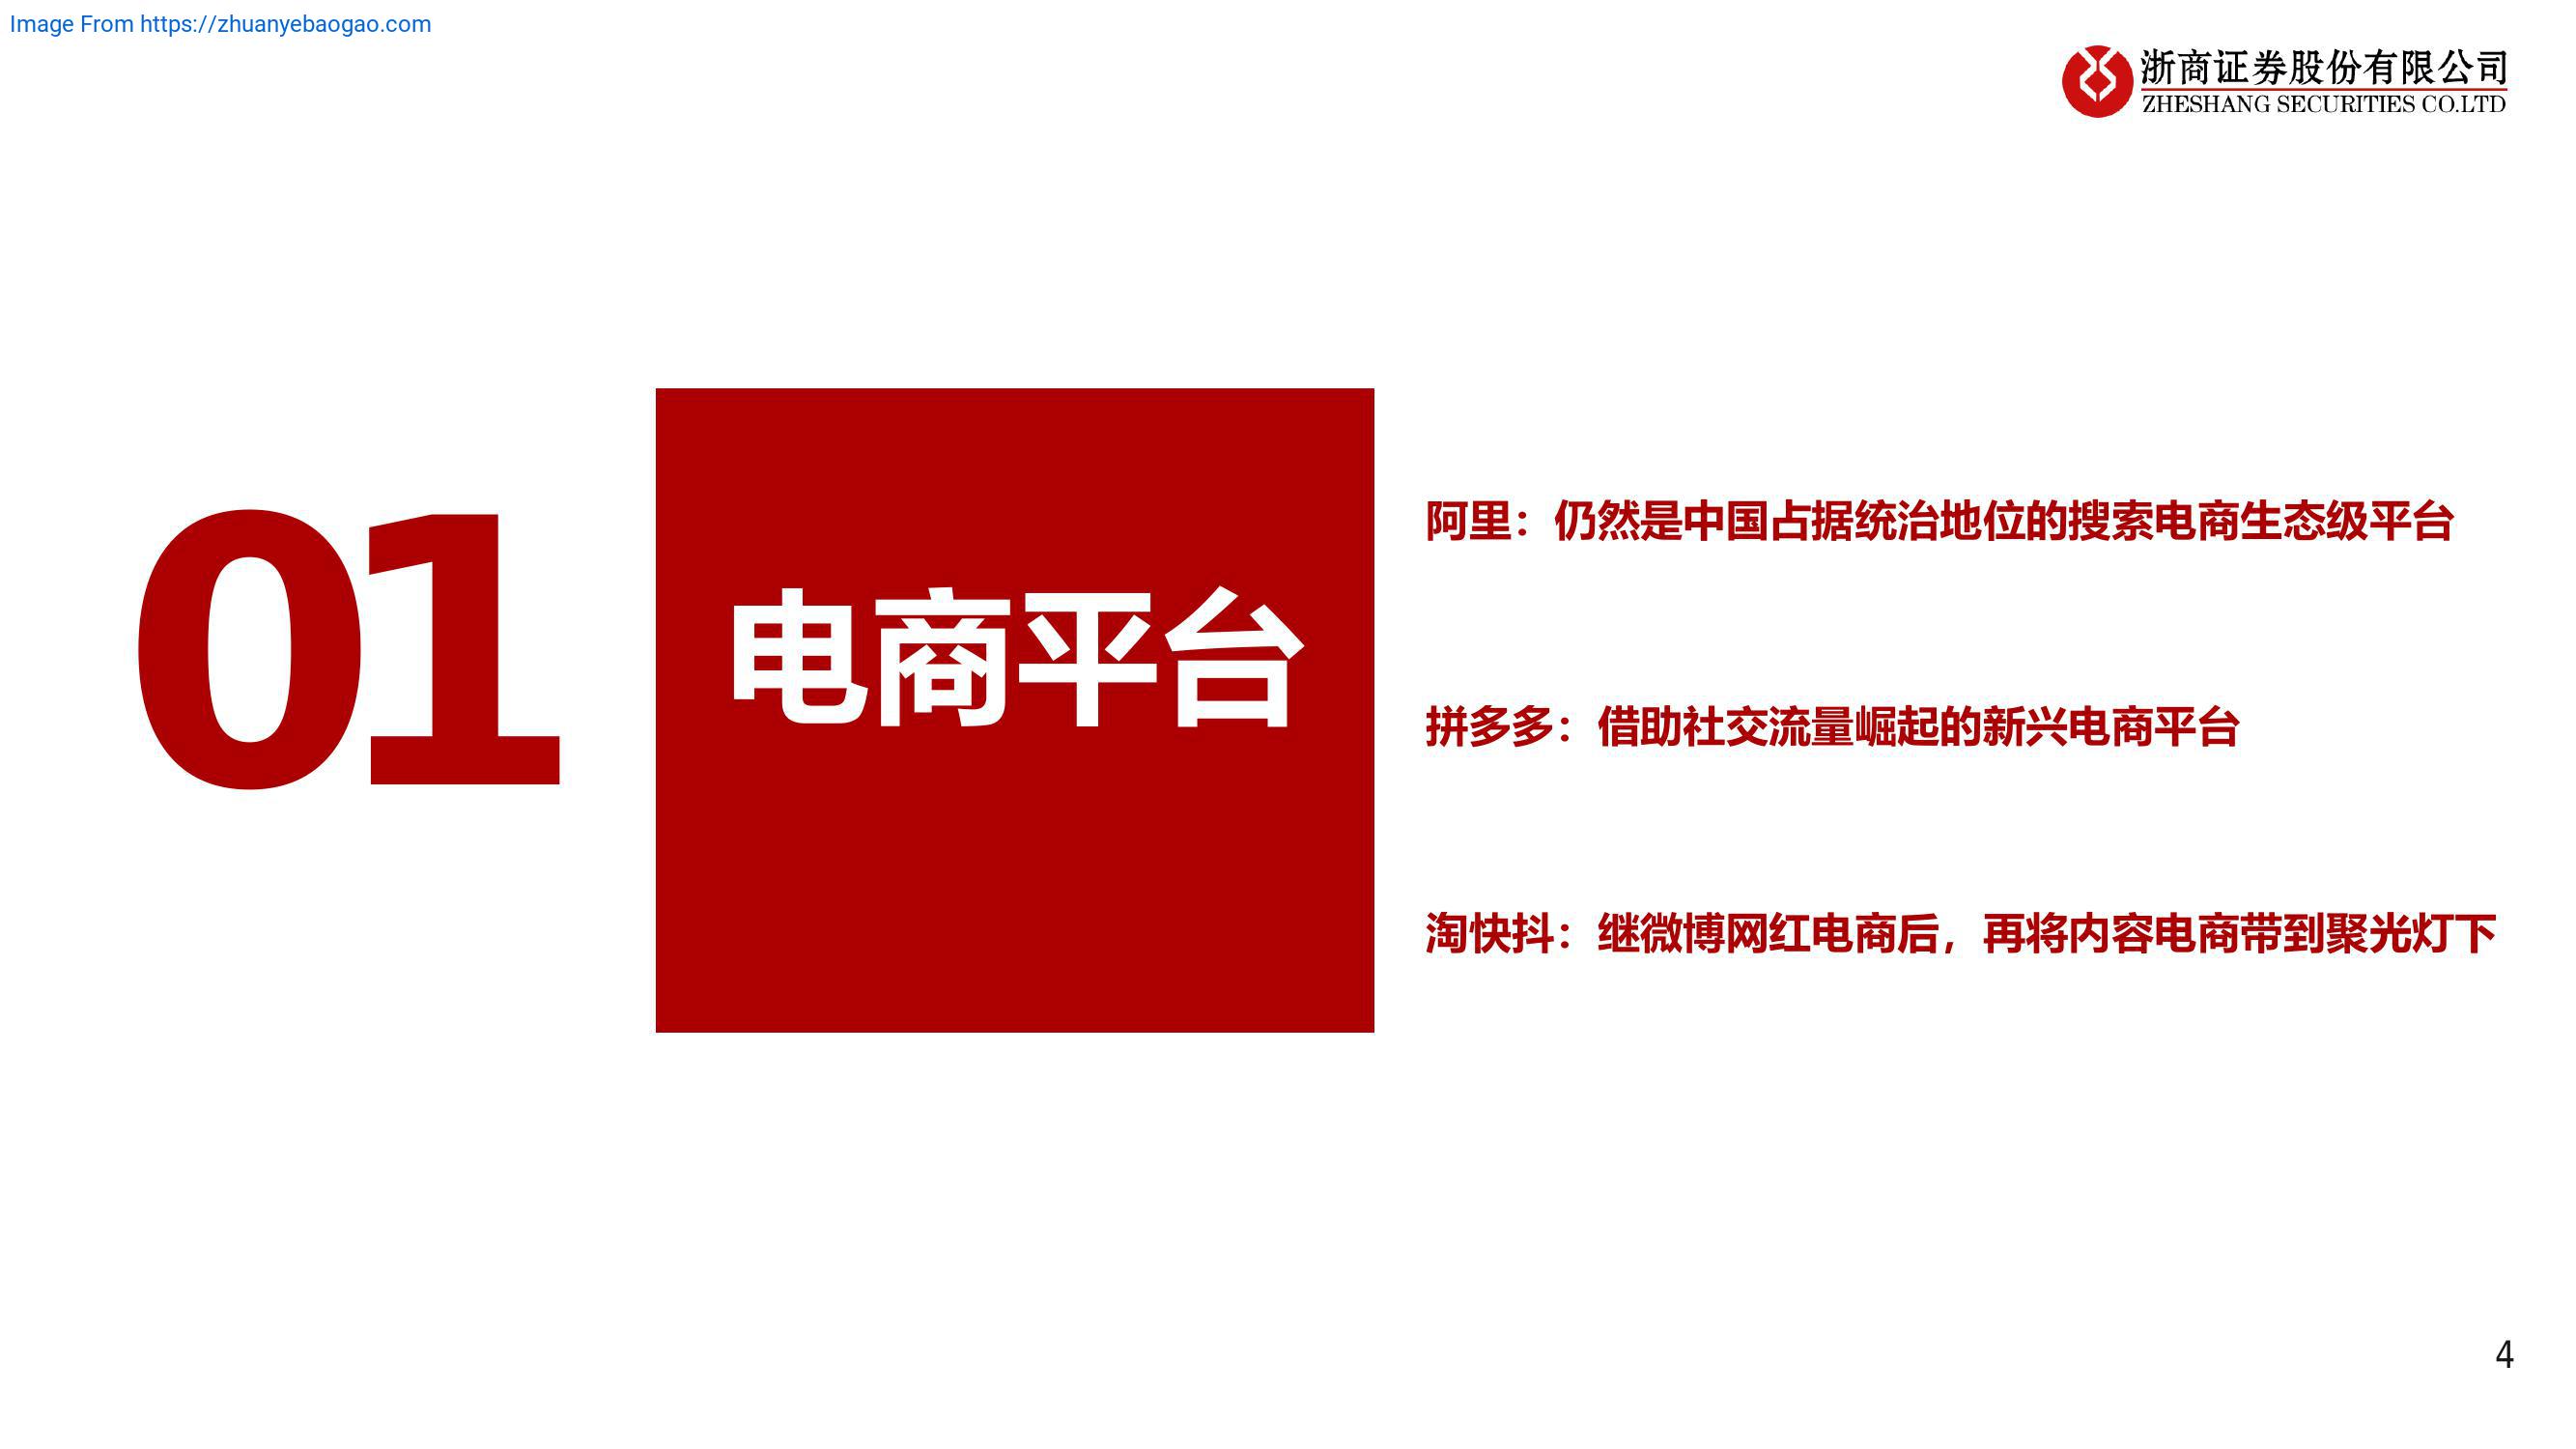 Image From https://zhuanyebaogao.com
浙商证券股份有限公司
ZHESHANG SECURITIES CO.LTD
01
电商平台
阿里：仍然是中国占据统治地位的搜索电商生态级平台
拼多多：借助社交流量崛起的新兴电商平台
淘快抖：继微博网红电商后，再将内容电商带到聚光灯下
4